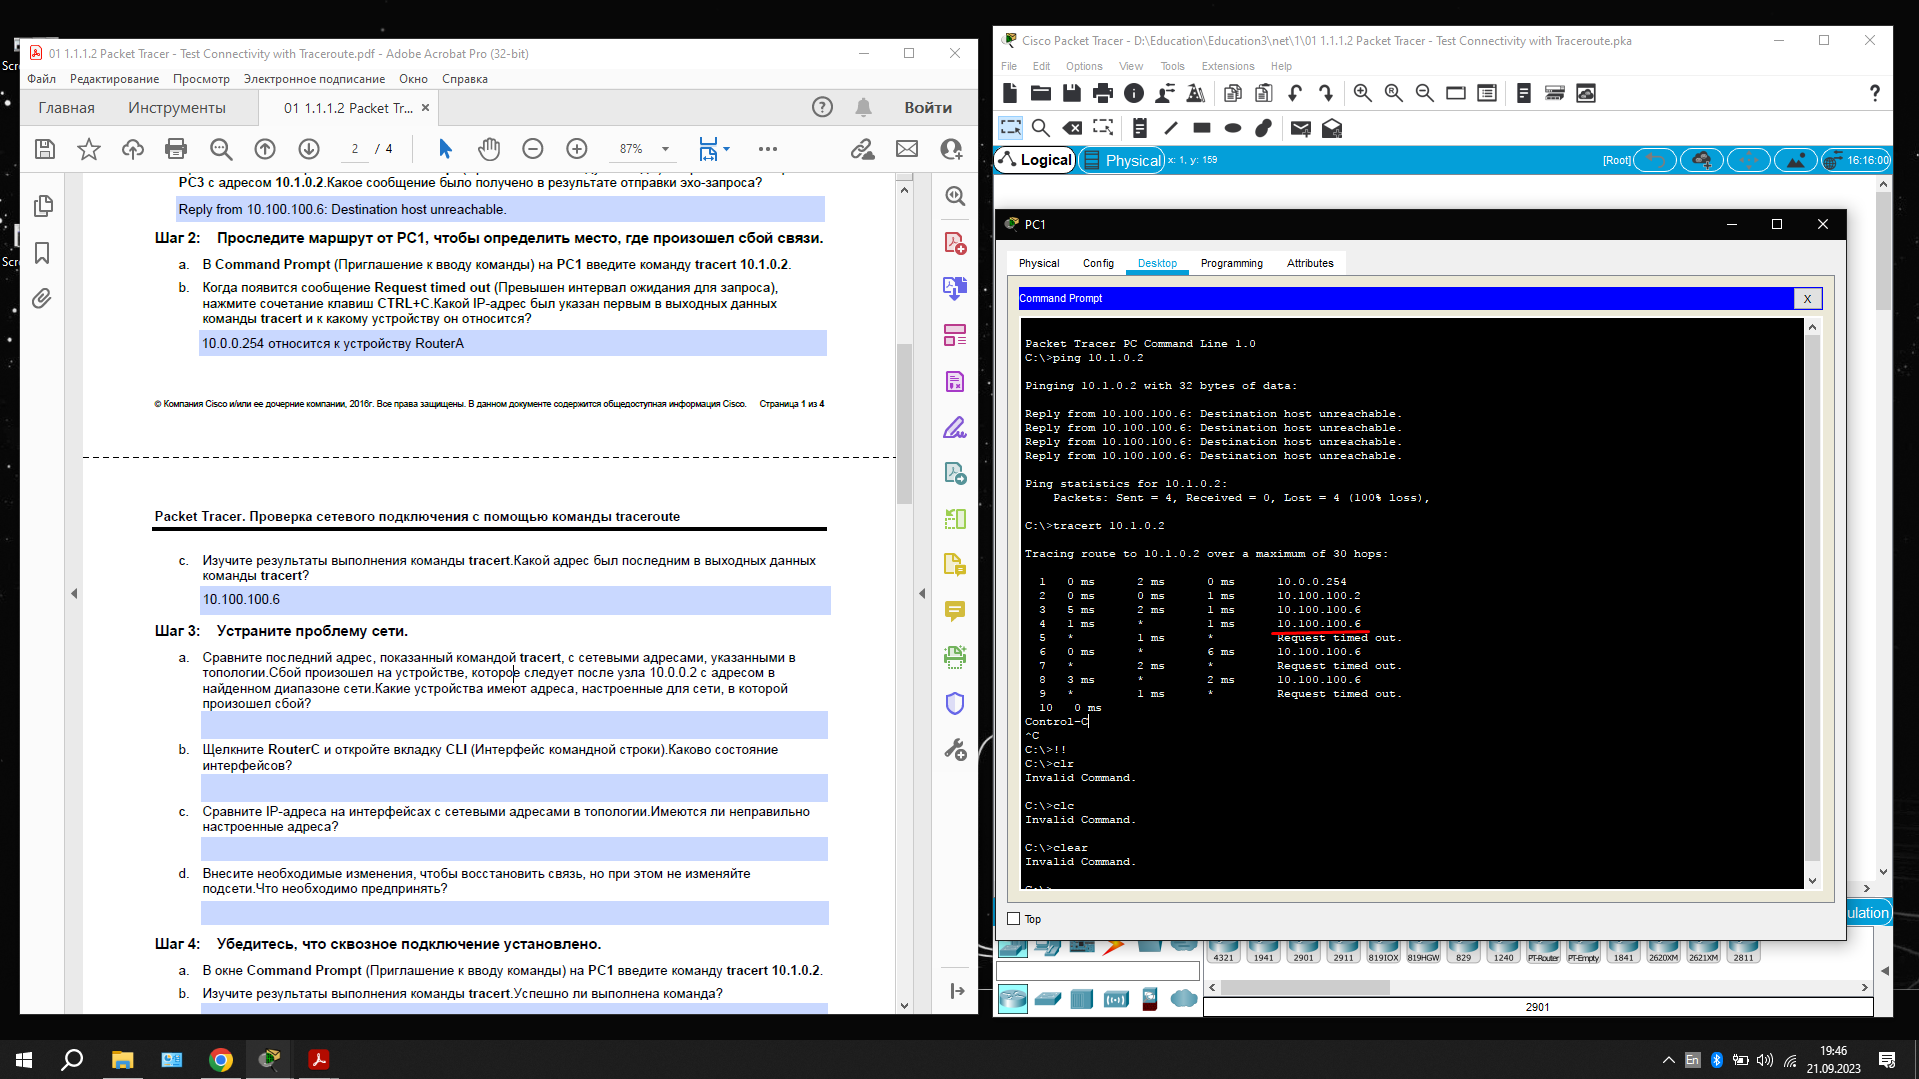 01 1.1.1.2 Packet Tracer - Test Connectivity with Traceroute.pdf - Adobe Acrobat Pro (32-bit)
Файл Редактирование Просмотр Электронное подписание Окно Справка
Главная Инструменты 01 1.1.1.2 Packet Tr... Войти
2 / 4 87%
PC3 с адресом 10.1.0.2.Какое сообщение было получено в результате отправки эхо-запроса?
Reply from 10.100.100.6: Destination host unreachable.
Шаг 2: Проследите маршрут от PC1, чтобы определить место, где произошел сбой связи.
a. В Command Prompt (Приглашение к вводу команды) на PC1 введите команду tracert 10.1.0.2.
b. Когда появится сообщение Request timed out (Превышен интервал ожидания для запроса),
нажмите сочетание клавиш CTRL+C.Какой IP-адрес был указан первым в выходных данных
команды tracert и к какому устройству он относится?
10.0.0.254 относится к устройству RouterA
© Компания Cisco и/или ее дочерние компании, 2016г. Все права защищены. В данном документе содержится общедоступная информация Cisco. Страница 1 из 4
Packet Tracer. Проверка сетевого подключения с помощью команды traceroute
c. Изучите результаты выполнения команды tracert.Какой адрес был последним в выходных данных
команды tracert?
10.100.100.6
Шаг 3: Устраните проблему сети.
a. Сравните последний адрес, показанный командой tracert, с сетевыми адресами, указанными в
топологии.Сбой произошел на устройстве, которое следует после узла 10.0.0.2 с адресом в
найденном диапазоне сети.Какие устройства имеют адреса, настроенные для сети, в которой
произошел сбой?
b. Щелкните RouterC и откройте вкладку CLI (Интерфейс командной строки).Каково состояние
интерфейсов?
c. Сравните IP-адреса на интерфейсах с сетевыми адресами в топологии.Имеются ли неправильно
настроенные адреса?
d. Внесите необходимые изменения, чтобы восстановить связь, но при этом не изменяйте
подсети.Что необходимо предпринять?
Шаг 4: Убедитесь, что сквозное подключение установлено.
a. В окне Command Prompt (Приглашение к вводу команды) на PC1 введите команду tracert 10.1.0.2.
b. Изучите результаты выполнения команды tracert.Успешно ли выполнена команда?
Cisco Packet Tracer - D:\Education\Education3\net\1\01 1.1.1.2 Packet Tracer - Test Connectivity with Traceroute.pka
File Edit Options View Tools Extensions Help
Logical Physical x: 1, y: 159 [Root] 16:16:00
PC1
Physical Config Desktop Programming Attributes
Command Prompt X
Packet Tracer PC Command Line 1.0
C:\>ping 10.1.0.2
Pinging 10.1.0.2 with 32 bytes of data:
Reply from 10.100.100.6: Destination host unreachable.
Reply from 10.100.100.6: Destination host unreachable.
Reply from 10.100.100.6: Destination host unreachable.
Reply from 10.100.100.6: Destination host unreachable.
Ping statistics for 10.1.0.2:
Packets: Sent = 4, Received = 0, Lost = 4 (100% loss),
C:\>tracert 10.1.0.2
Tracing route to 10.1.0.2 over a maximum of 30 hops:
1 0 ms 2 ms 0 ms 10.0.0.254
2 0 ms 0 ms 1 ms 10.100.100.2
3 5 ms 2 ms 1 ms 10.100.100.6
4 1 ms * 1 ms 10.100.100.6
5 * 1 ms * Request timed out.
6 0 ms * 6 ms 10.100.100.6
7 * 2 ms * Request timed out.
8 3 ms * 2 ms 10.100.100.6
9 * 1 ms * Request timed out.
10 0 ms
Control-C
^C
C:\>!!
C:\>clr
Invalid Command.
C:\>clc
Invalid Command.
C:\>clear
Invalid Command.
C:\>
Top
ulation
4321 1941 2901 2911 819IOX 819HGW 829 1240 PT-Router PT-Empty 1841 2620XM 2621XM 2811
2901
En
19:46
21.09.2023